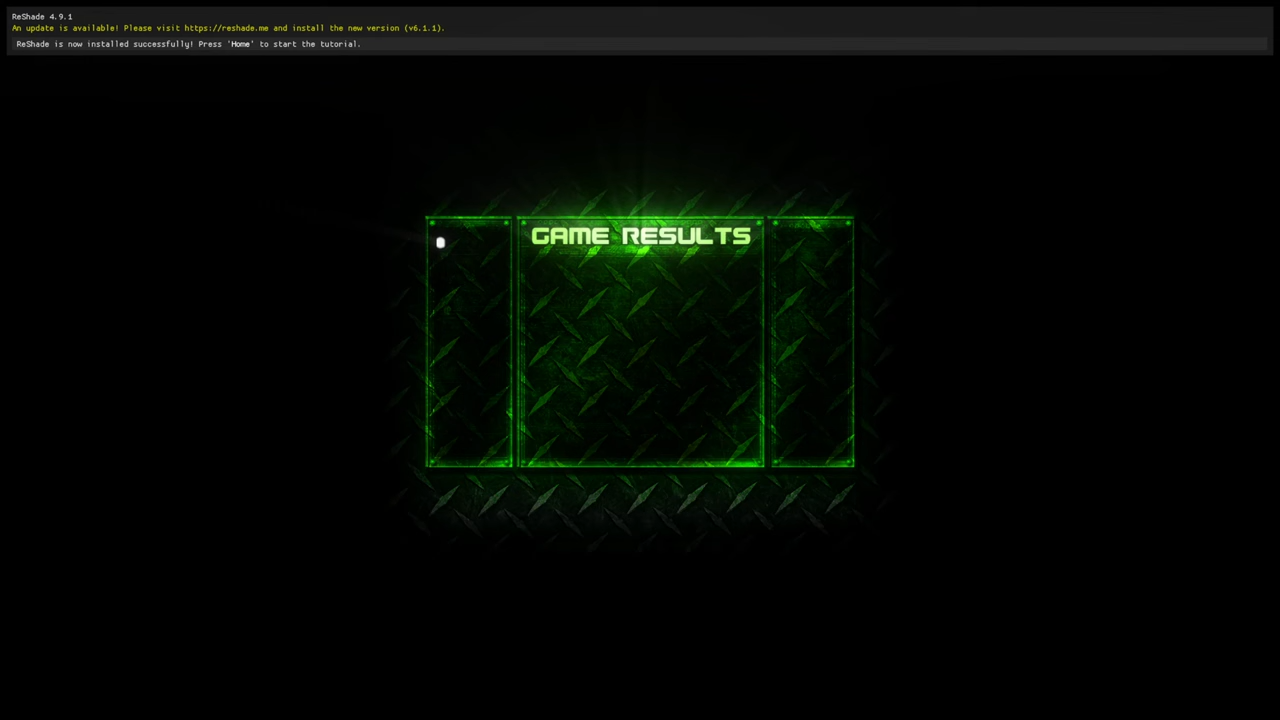 ReShade 4.9.1
An update is available! Please visit https://reshade.me and install the new version (v6.1.1).
ReShade is now installed successfully! Press 'Home' to start the tutorial.
GAME RESULTS